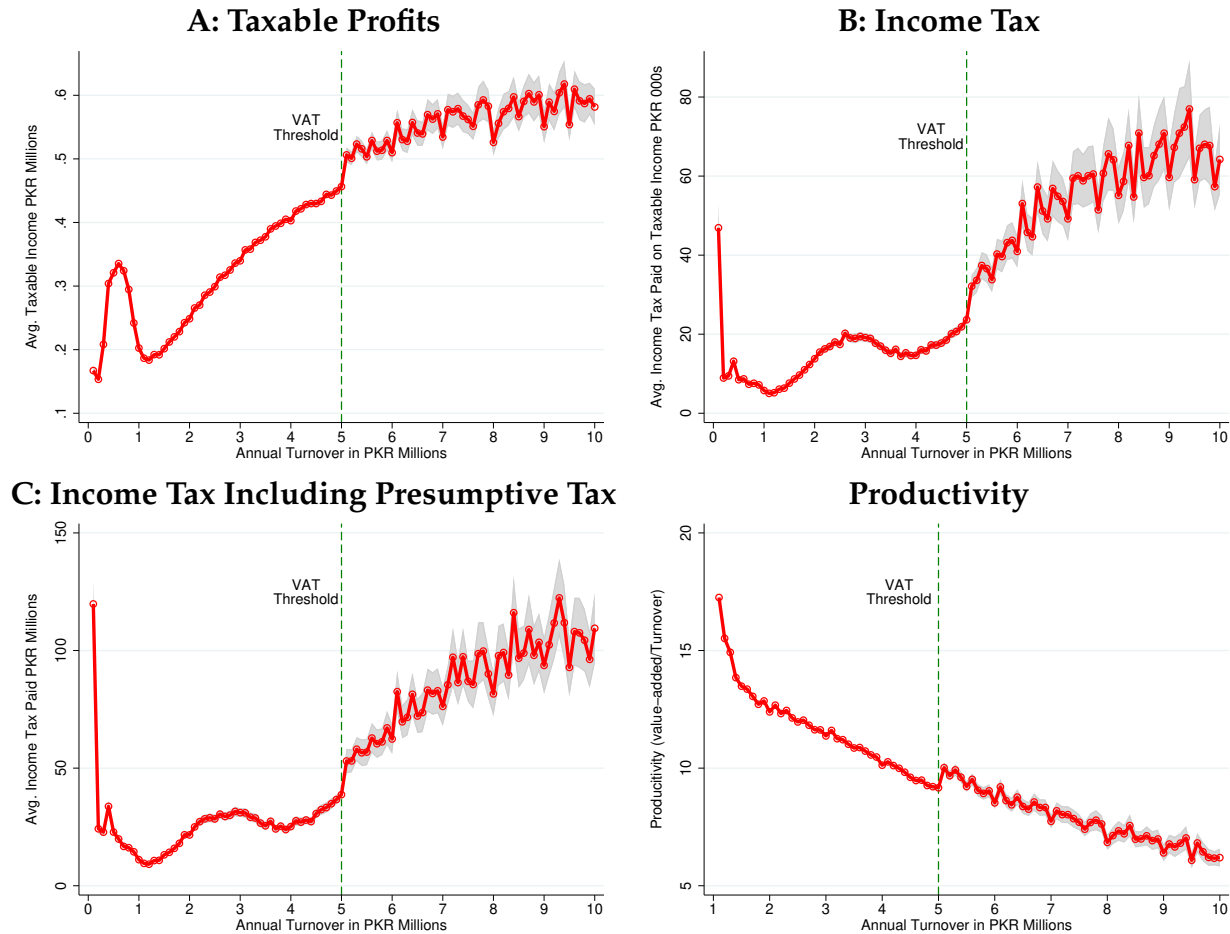 A: Taxable Profits
Avg. Taxable Income PKR Millions
.6
.5
.4
.3
.2
.1
VAT
Threshold
0 1 2 3 4 5 6 7 8 9 10
Annual Turnover in PKR Millions
B: Income Tax
Avg. Income Tax Paid on Taxable Income PKR 000s
80
60
40
20
0
VAT
Threshold
0 1 2 3 4 5 6 7 8 9 10
Annual Turnover in PKR Millions
C: Income Tax Including Presumptive Tax
Avg. Income Tax Paid PKR Millions
150
100
50
0
VAT
Threshold
0 1 2 3 4 5 6 7 8 9 10
Annual Turnover in PKR Millions
Productivity
Producitivity (value−added/Turnover)
20
15
10
5
VAT
Threshold
1 2 3 4 5 6 7 8 9 10
Annual Turnover in PKR Millions